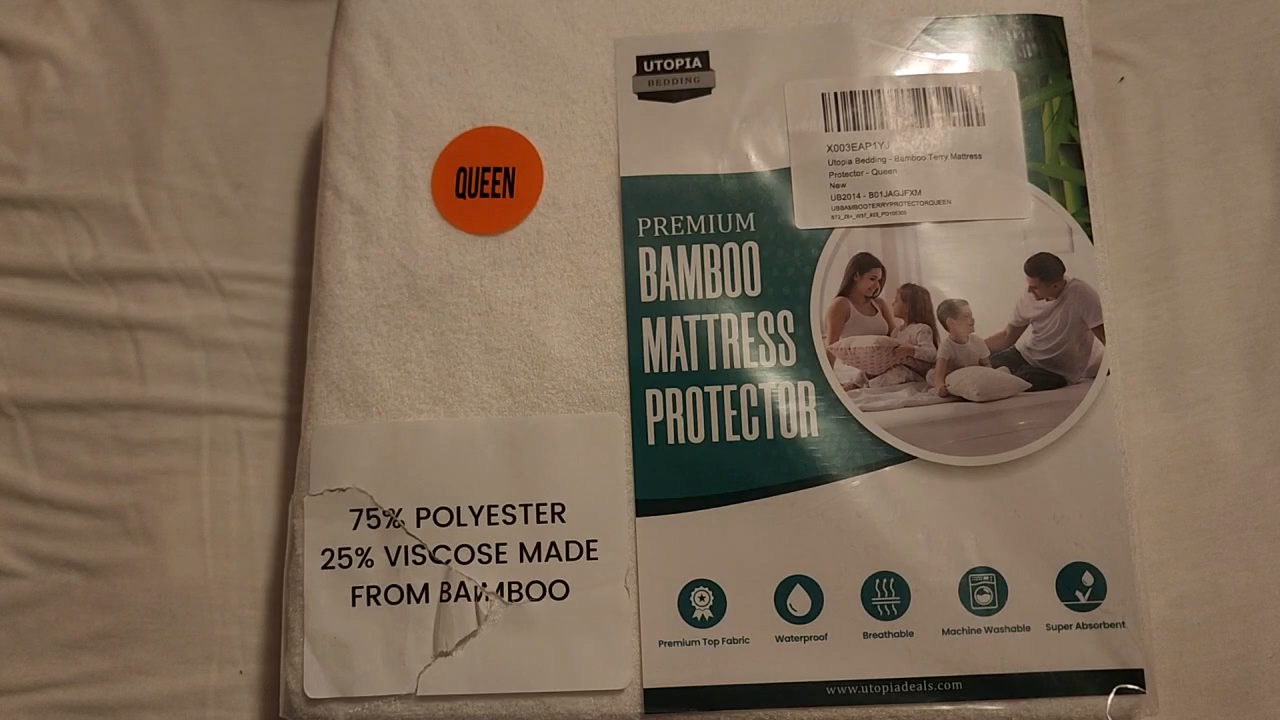 UTOPIA
BEDDING
X003EAP1YJ
Utopia Bedding - Bamboo Terry Mattress
Protector - Queen
New
UB2014 - B01JAGJFXM
UBBAMBOOTERRYPROTECTORQUEEN
QUEEN
PREMIUM
BAMBOO
MATTRESS
PROTECTOR
75% POLYESTER
25% VISCOSE MADE
FROM BAMBOO
Premium Top Fabric
Waterproof
Breathable
Machine Washable
Super Absorbent
www.utopiadeals.com